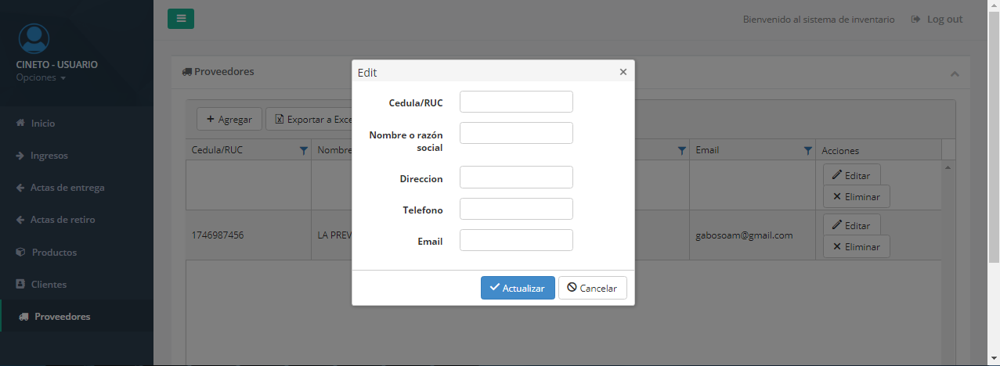 Bienvenido al sistema de inventario
Log out
CINETO - USUARIO
Opciones
Inicio
Ingresos
Actas de entrega
Actas de retiro
Productos
Clientes
Proveedores
Proveedores
Agregar
Exportar a Exce
Cedula/RUC
Nombre
Email
Acciones
Editar
Eliminar
1746987456
LA PREV
gabosoam@gmail.com
Editar
Eliminar
Edit
Cedula/RUC
Nombre o razón
social
Direccion
Telefono
Email
Actualizar
Cancelar